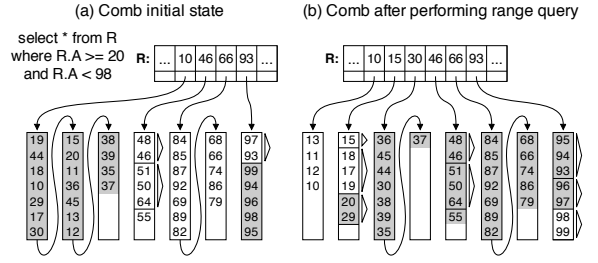 (a) Comb initial state
(b) Comb after performing range query
select * from R
where R.A >= 20
and R.A < 98
R: ... 10 46 66 93 ...
R: ... 10 15 30 46 66 93 ...
19 15 38 48 84 68 97
44 20 39 46 85 66 93
18 11 35 51 87 74 99
10 36 37 50 92 86 94
29 45 64 69 79 96
17 13 55 89 98
30 12 82 95
13 15 36 37 48 84 68 95
11 18 45 46 85 66 94
12 17 44 51 87 74 93
10 19 30 50 92 86 96
20 38 64 69 79 97
29 39 55 89 98
35 82 99